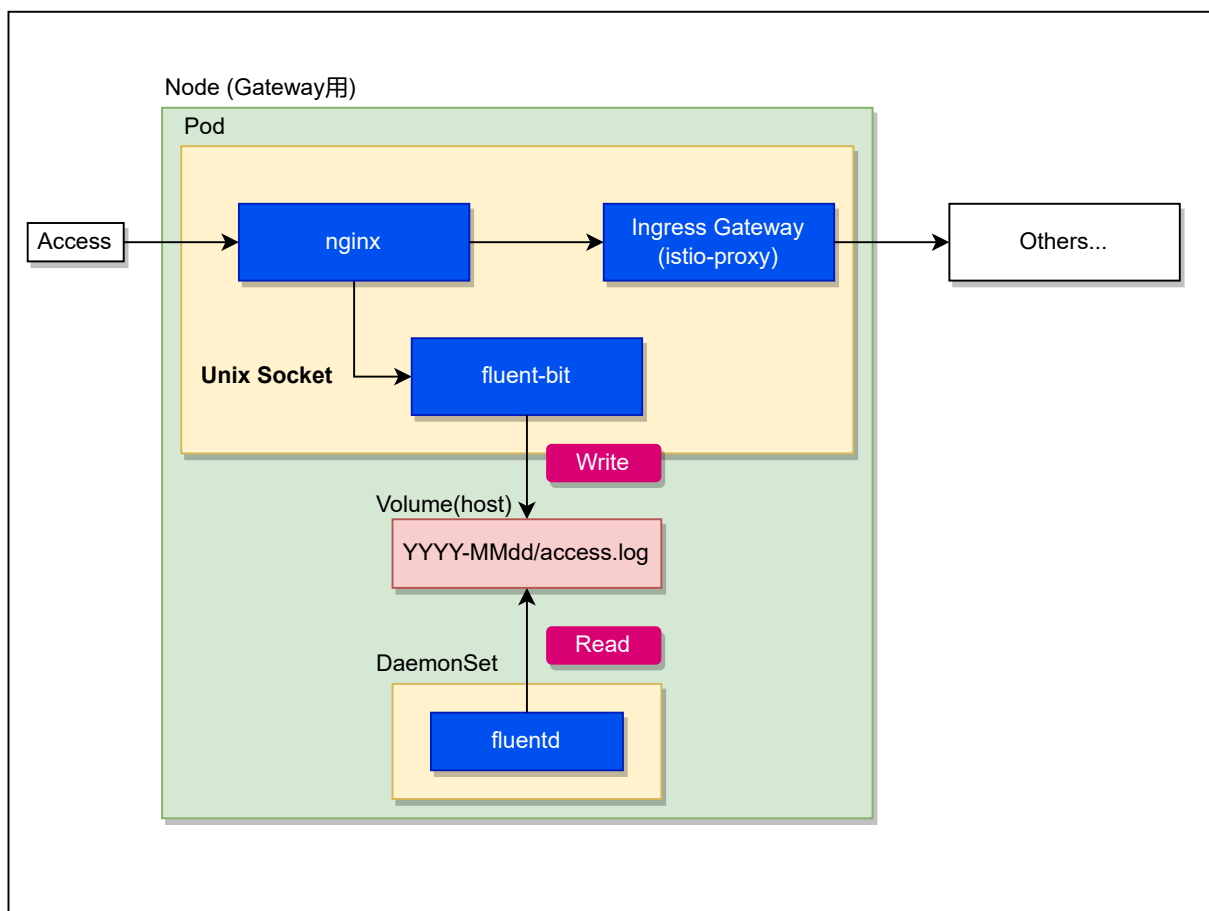 Node (Gateway用)
Pod
Access
nginx
Ingress Gateway
(istio-proxy)
Others...
Unix Socket
fluent-bit
Write
Volume(host)
YYYY-MMdd/access.log
Read
DaemonSet
fluentd